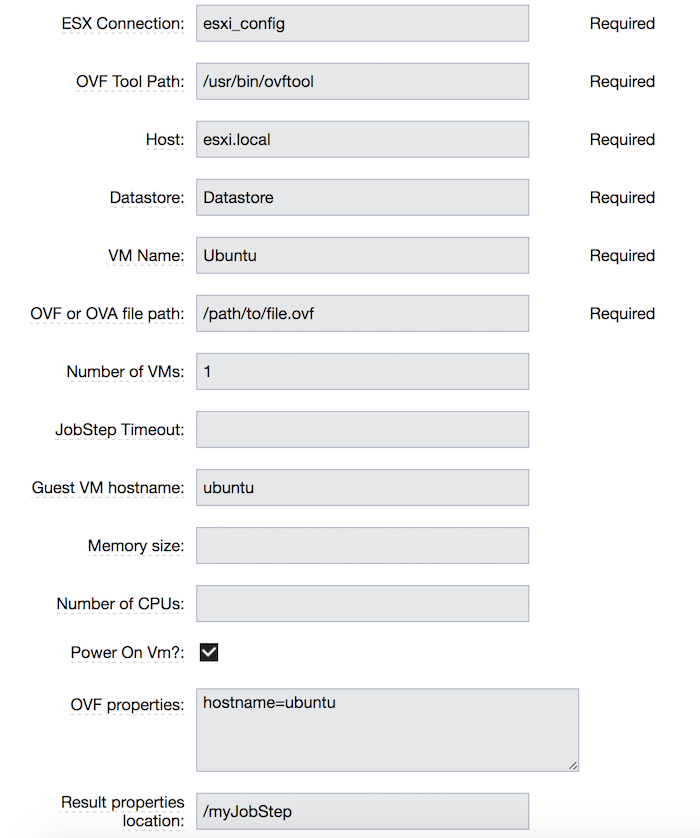 ESX Connection: esxi_config Required
OVF Tool Path: /usr/bin/ovftool Required
Host: esxi.local Required
Datastore: Datastore Required
VM Name: Ubuntu Required
OVF or OVA file path: /path/to/file.ovf Required
Number of VMs: 1
JobStep Timeout:
Guest VM hostname: ubuntu
Memory size:
Number of CPUs:
Power On Vm?:
OVF properties: hostname=ubuntu
Result properties
location: /myJobStep